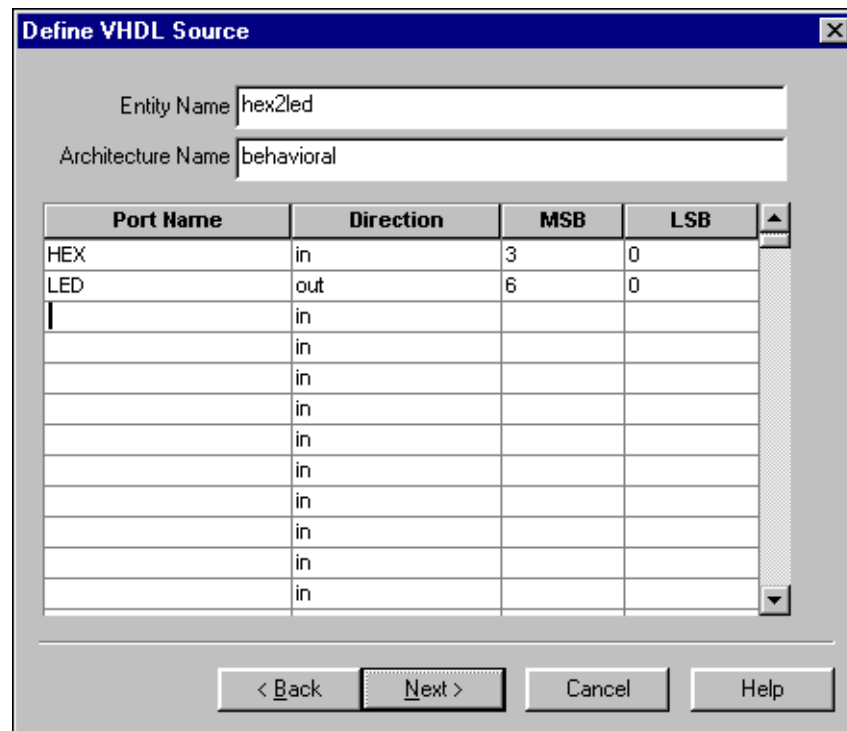 Define VHDL Source
Entity Name hex2led
Architecture Name behavioral
Port Name Direction MSB LSB
HEX in 3 0
LED out 6 0
in
in
in
in
in
in
in
in
in
in
< Back Next > Cancel Help